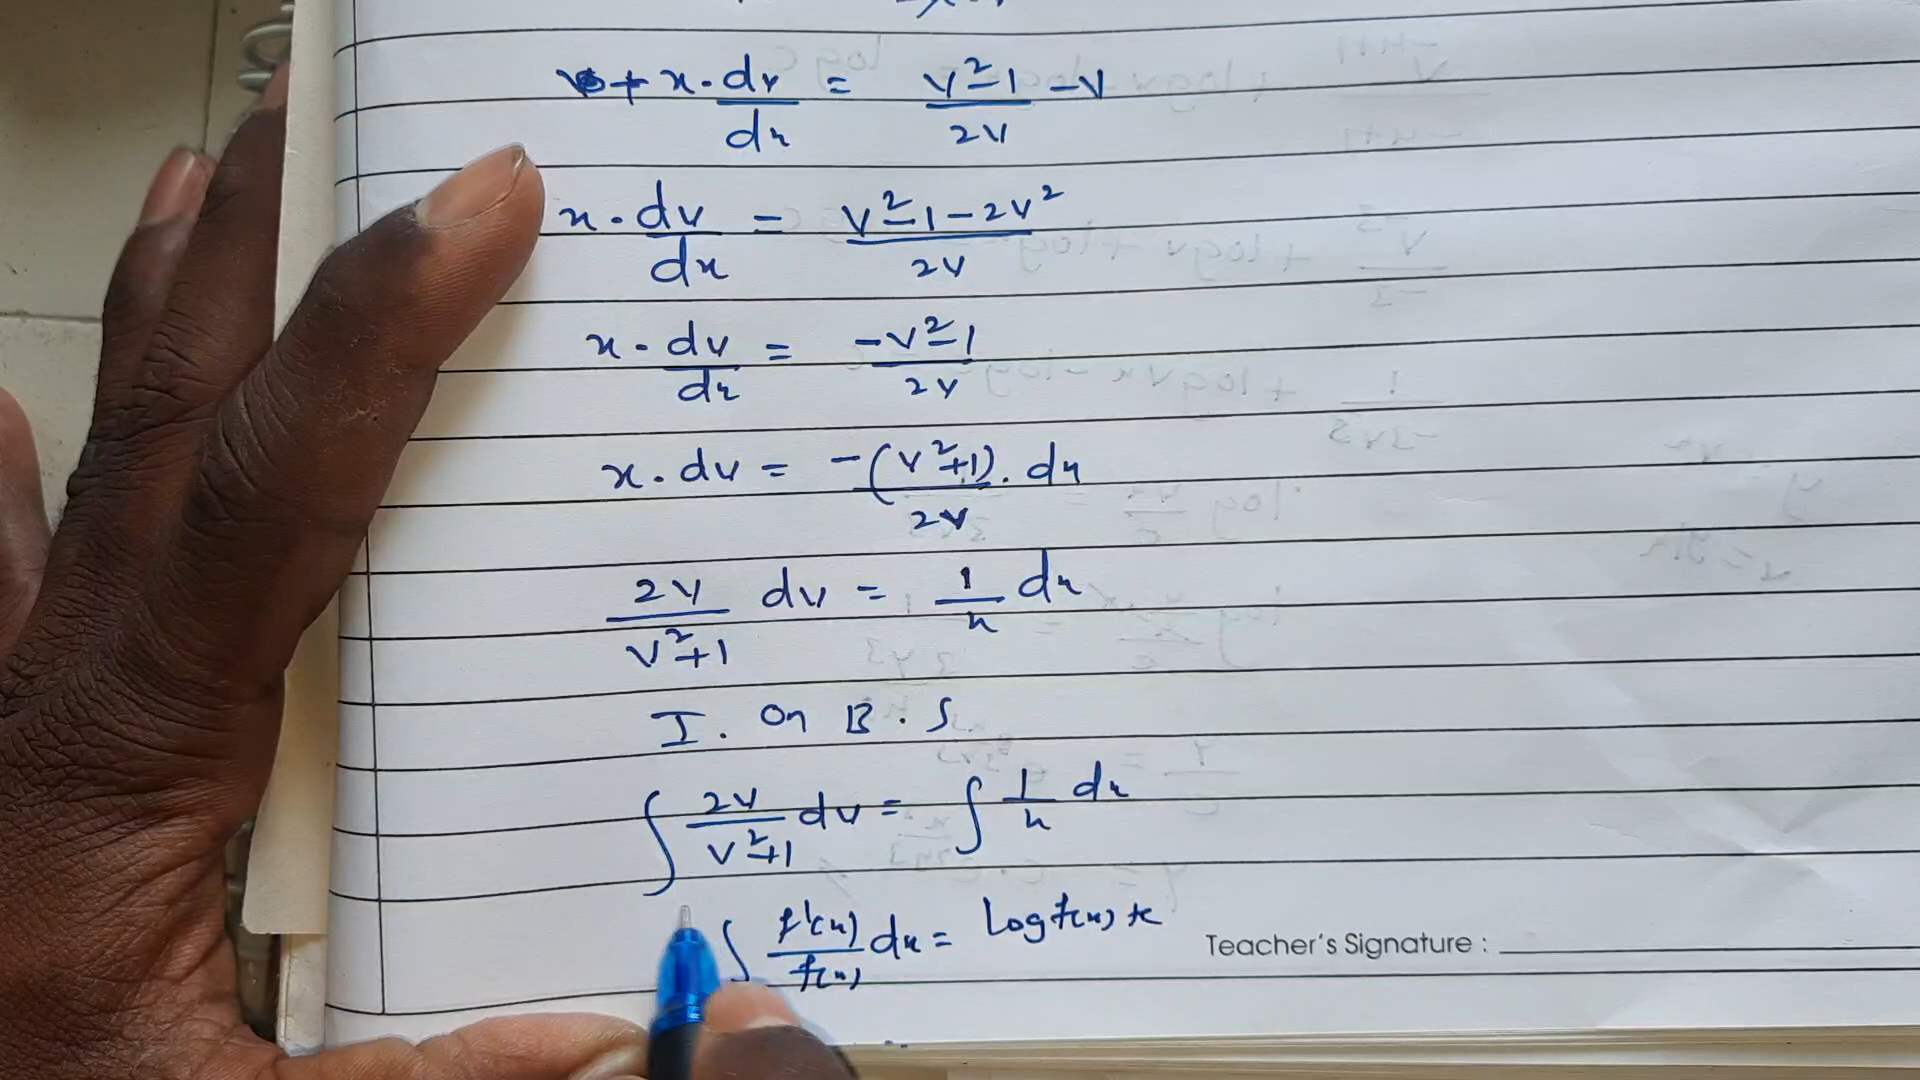 v + x · dv/dx = v² - 1/2v - v
x · dv/dx = v² - 1 - 2v²/2v
x · dv/dx = -v² - 1/2v
x · dv = -(v² + 1)/2v · dx
2v/v² + 1 dv = 1/x dx
I. on B.S
∫ 2v/v² + 1 dv = ∫ 1/x dx
∫ f'(x)/f(x) dx = log f(x) + c
Teacher's Signature :